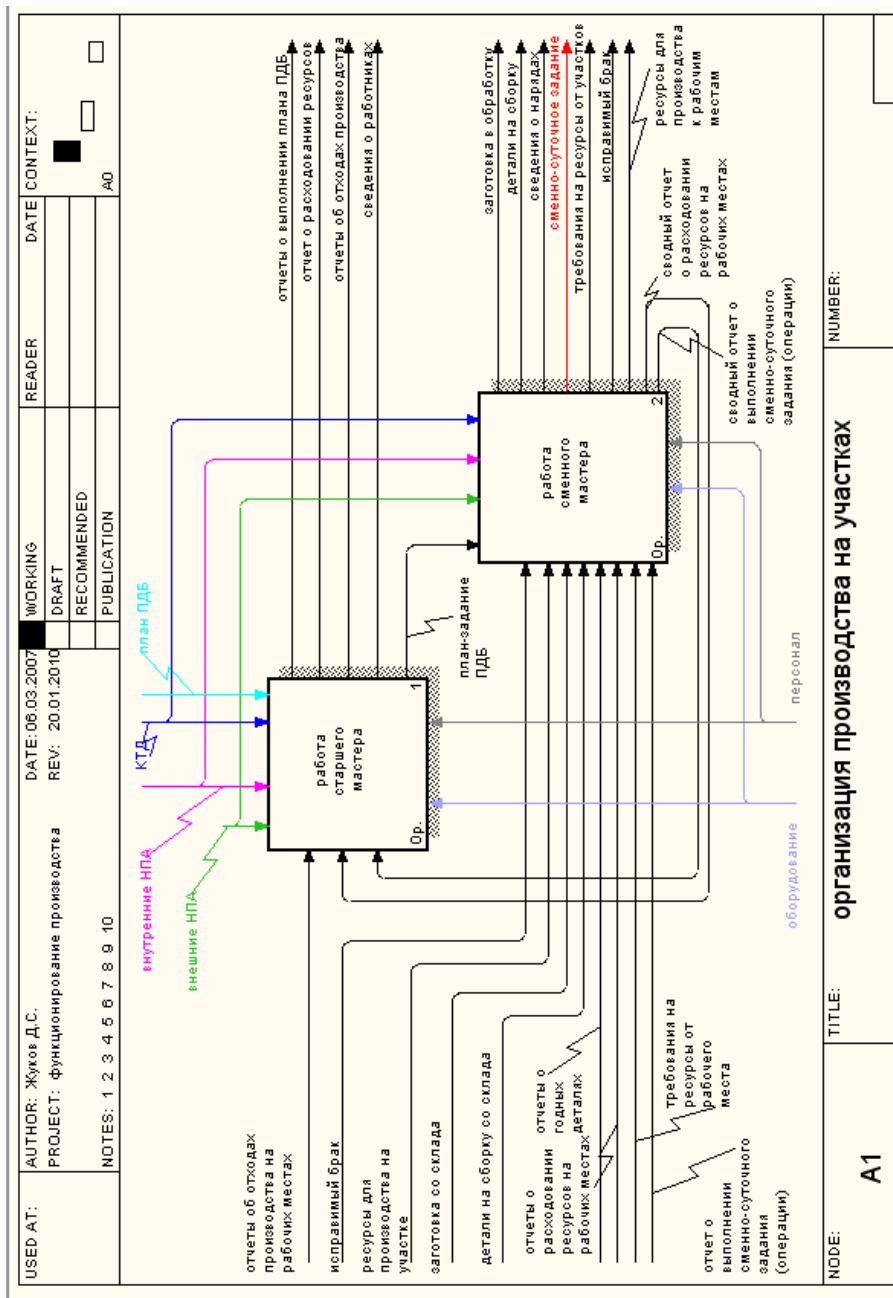 USED AT:
AUTHOR: Жуков Д.С.
PROJECT: функционирование производства
NOTES: 1 2 3 4 5 6 7 8 9 10
DATE: 06.03.2007
REV: 20.01.2010
WORKING
DRAFT
RECOMMENDED
PUBLICATION
READER
DATE
CONTEXT:
A0
внутренние НПА
внешние НПА
КТД
план ПДБ
отчеты о выполнении плана ПДБ
отчет о расходовании ресурсов
отчеты об отходах производства
сведения о работниках
работа
старшего
мастера
0р.
1
план-задание
ПДБ
работа
сменного
мастера
0р.
2
заготовка в обработку
детали на сборку
сведения о нарядах
сменно-суточное задание
требования на ресурсы от участков
исправимый брак
ресурсы для
производства
к рабочим
местам
сводный отчет
о расходовании
ресурсов на
рабочих местах
сводный отчет о
выполнении
сменно-суточного
задания (операции)
отчеты об отходах
производства на
рабочих местах
исправимый брак
ресурсы для
производства на
участке
заготовка со склада
детали на сборку со склада
отчеты о
расходовании
ресурсов на
рабочих местах
отчеты о
годных
деталях
требования на
ресурсы от
рабочего
места
отчет о
выполнении
сменно-суточного
задания
(операции)
оборудование
персонал
NODE:
A1
TITLE:
организация производства на участках
NUMBER: